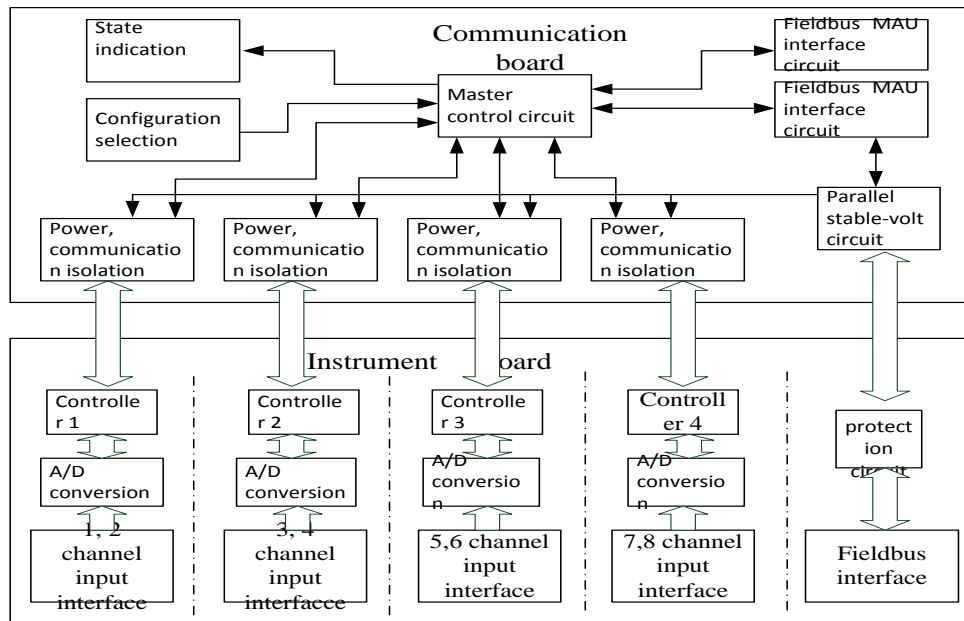 State
indication
Communication
board
Fieldbus MAU
interface
circuit
Configuration
selection
Master
control circuit
Fieldbus MAU
interface
circuit
Power,
communicatio
n isolation
Power,
communicatio
n isolation
Power,
communicatio
n isolation
Power,
communicatio
n isolation
Parallel
stable-volt
circuit
Instrument oard
Controlle
r 1
Controlle
r 2
Controlle
r 3
Controll
er 4
protect
ion
circuit
A/D
conversion
A/D
conversion
A/D
conversio
n
A/D
conversio
n
1, 2
channel
input
interface
3, 4
channel
input
interfacce
5,6 channel
input
interface
7,8 channel
input
interface
Fieldbus
interface